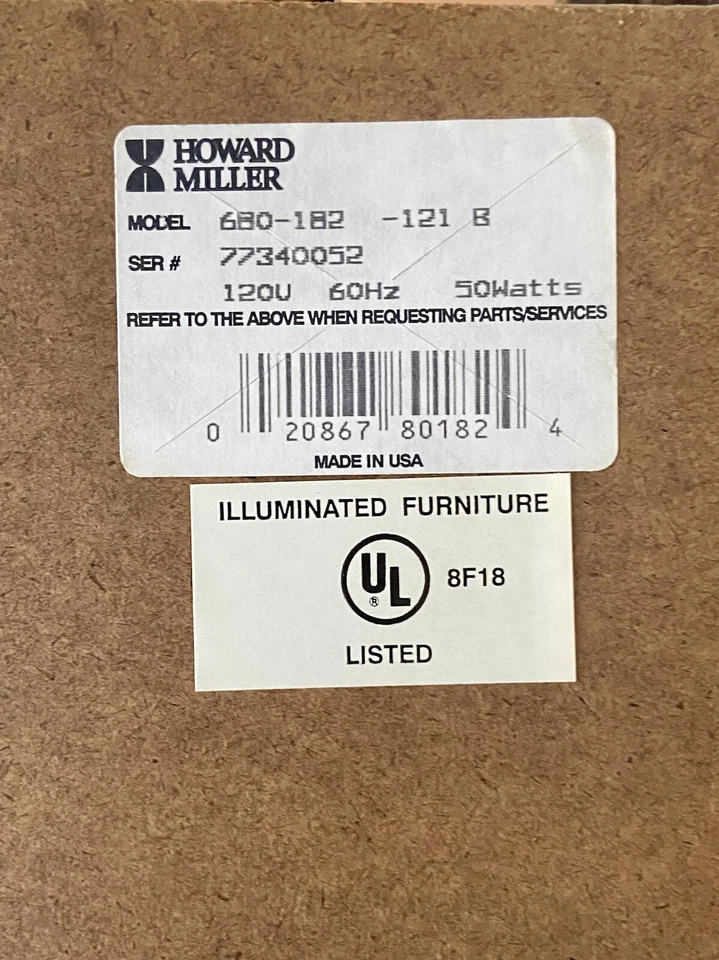 HOWARD
MILLER
MODEL 680-182 -121 B
SER # 77340052
120V 60Hz 50Watts
REFER TO THE ABOVE WHEN REQUESTING PARTS/SERVICES
0 20867 80182 4
MADE IN USA
ILLUMINATED FURNITURE
UL ® 8F18
LISTED